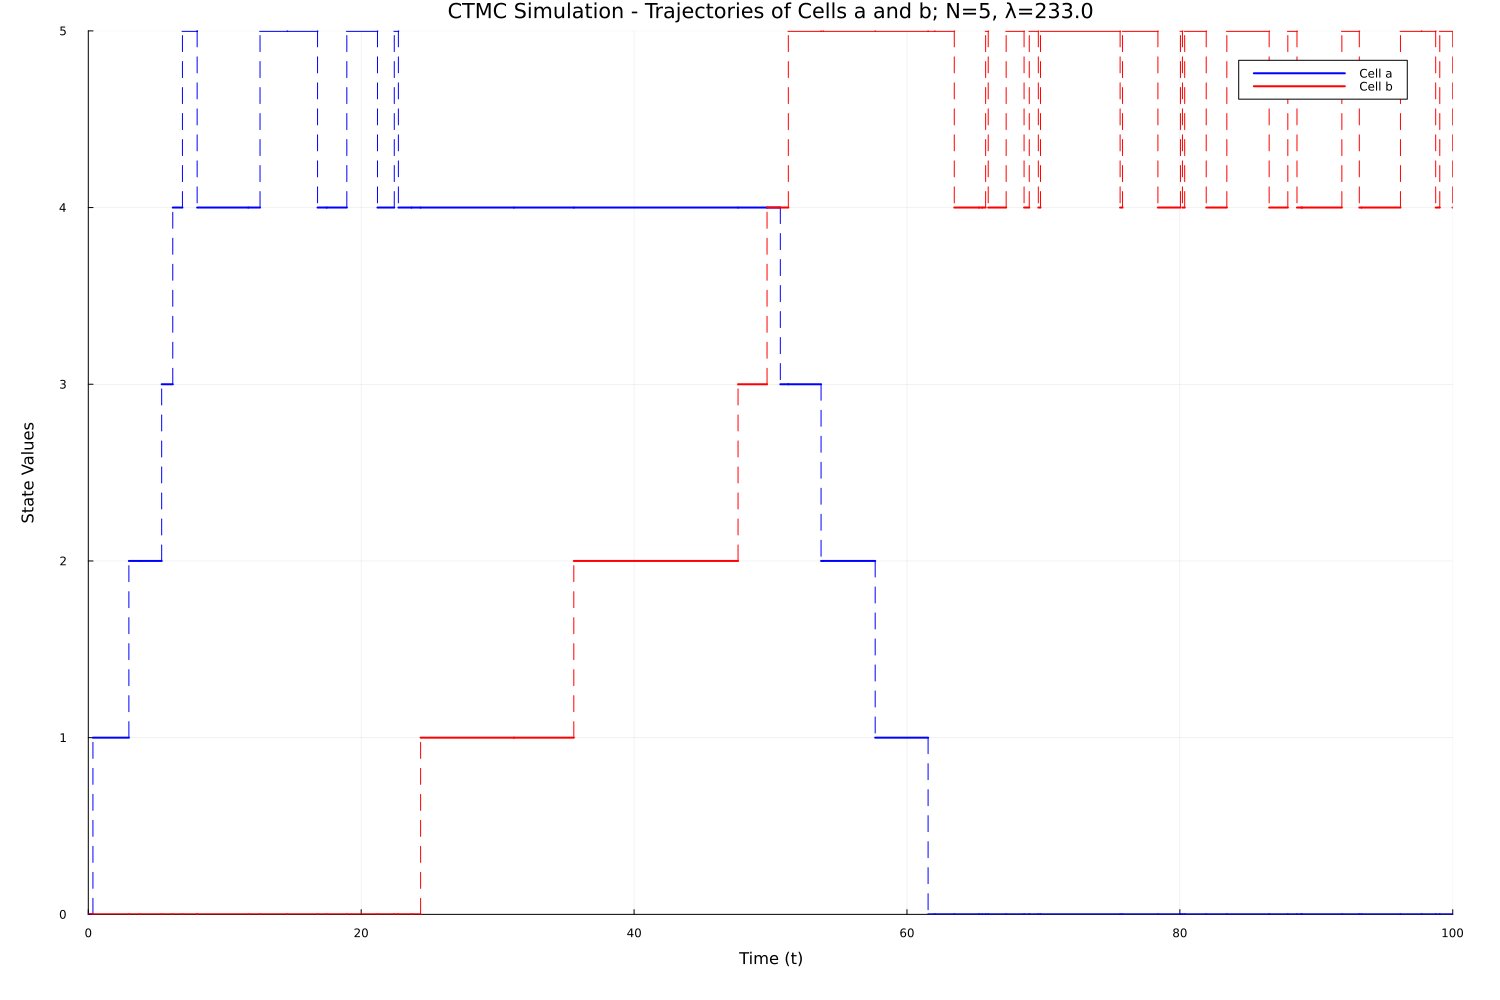 CTMC Simulation - Trajectories of Cells a and b; N=5, λ=233.0
5
Cell a
Cell b
4
3
State Values
2
1
0
0 20 40 60 80 100
Time (t)